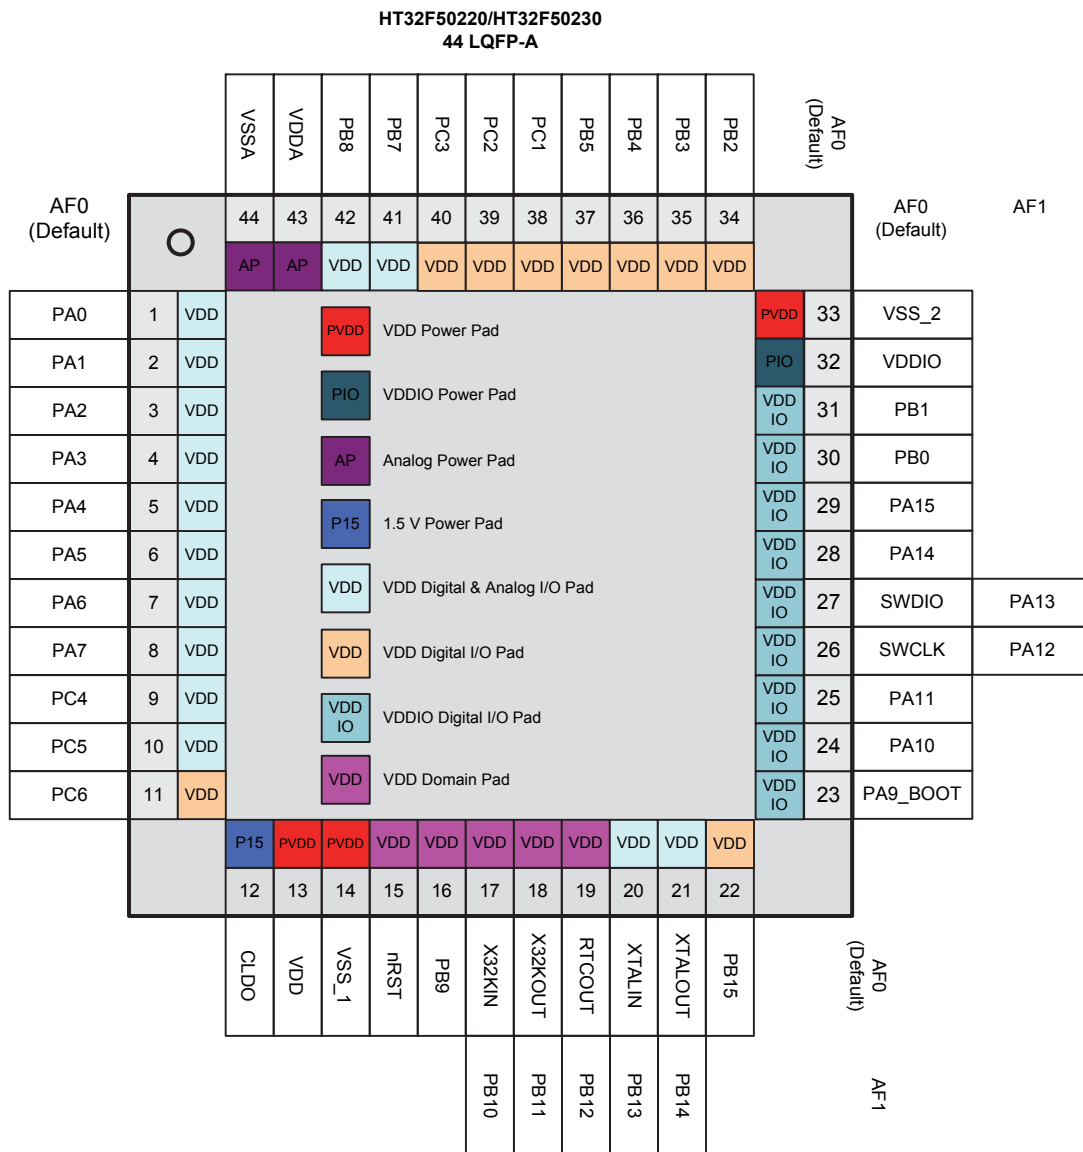 HT32F50220/HT32F50230
44 LQFP-A
VSSA VDDA PB8 PB7 PC3 PC2 PC1 PB5 PB4 PB3 PB2 AF0 (Default)
AF0 (Default)
44 43 42 41 40 39 38 37 36 35 34
AF0 (Default) AF1
AP AP VDD VDD VDD VDD VDD VDD VDD VDD VDD
PA0 1 VDD
PA1 2 VDD
PA2 3 VDD
PA3 4 VDD
PA4 5 VDD
PA5 6 VDD
PA6 7 VDD
PA7 8 VDD
PC4 9 VDD
PC5 10 VDD
PC6 11 VDD
PVDD VDD Power Pad
PIO VDDIO Power Pad
AP Analog Power Pad
P15 1.5 V Power Pad
VDD VDD Digital & Analog I/O Pad
VDD VDD Digital I/O Pad
VDD IO VDDIO Digital I/O Pad
VDD VDD Domain Pad
PVDD 33 VSS_2
PIO 32 VDDIO
VDD IO 31 PB1
VDD IO 30 PB0
VDD IO 29 PA15
VDD IO 28 PA14
VDD IO 27 SWDIO PA13
VDD IO 26 SWCLK PA12
VDD IO 25 PA11
VDD IO 24 PA10
VDD IO 23 PA9_BOOT
P15 PVDD PVDD VDD VDD VDD VDD VDD VDD VDD VDD
12 13 14 15 16 17 18 19 20 21 22
CLDO VDD VSS_1 nRST PB9 X32KIN X32KOUT RTCOUT XTALIN XTALOUT PB15 AF0 (Default)
PB10 PB11 PB12 PB13 PB14 AF1